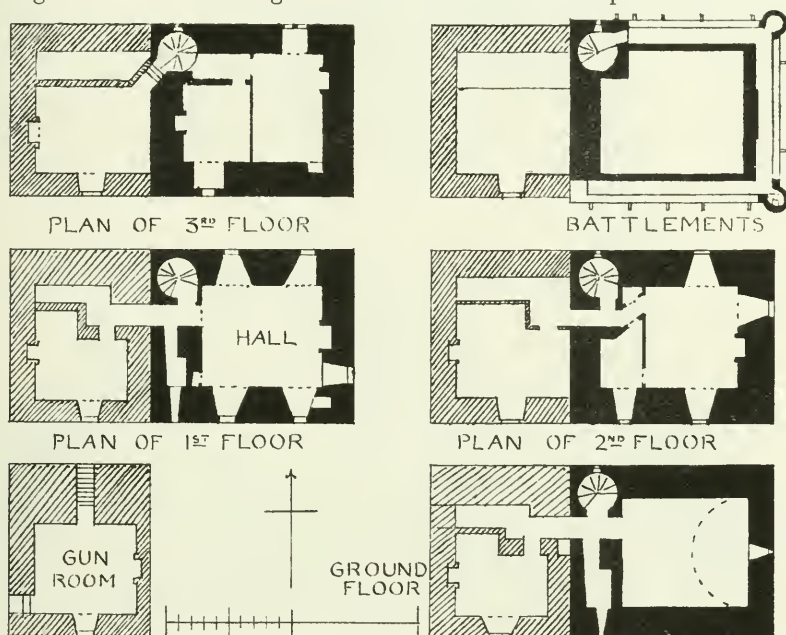 PLAN OF 3RD FLOOR
BATTLEMENTS
HALL
PLAN OF 1ST FLOOR
PLAN OF 2ND FLOOR
GUN
ROOM
GROUND
FLOOR